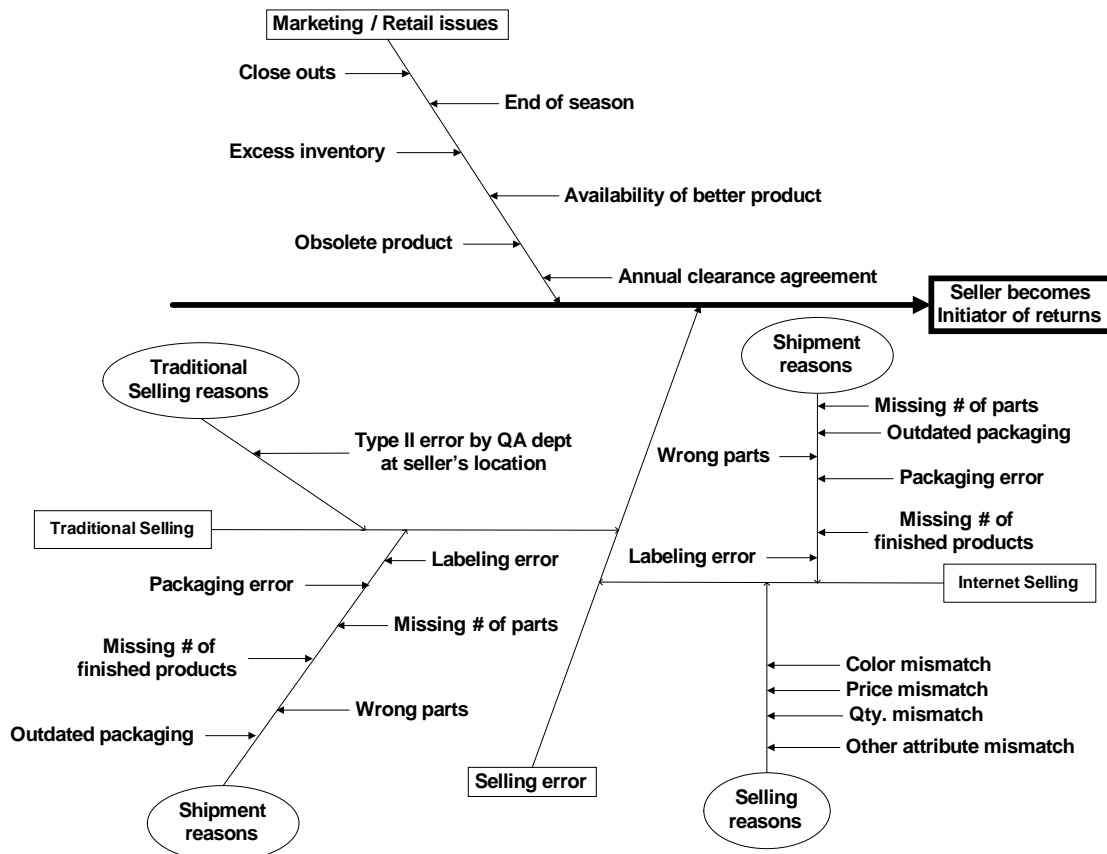 Marketing / Retail issues
Close outs
End of season
Excess inventory
Availability of better product
Obsolete product
Annual clearance agreement
Seller becomes
Initiator of returns
Traditional
Selling reasons
Shipment
reasons
Type II error by QA dept
at seller's location
Missing # of parts
Outdated packaging
Wrong parts
Packaging error
Traditional Selling
Missing # of
finished products
Labeling error
Labeling error
Packaging error
Internet Selling
Missing # of parts
Missing # of
finished products
Color mismatch
Price mismatch
Wrong parts
Qty. mismatch
Outdated packaging
Other attribute mismatch
Selling error
Shipment
reasons
Selling
reasons